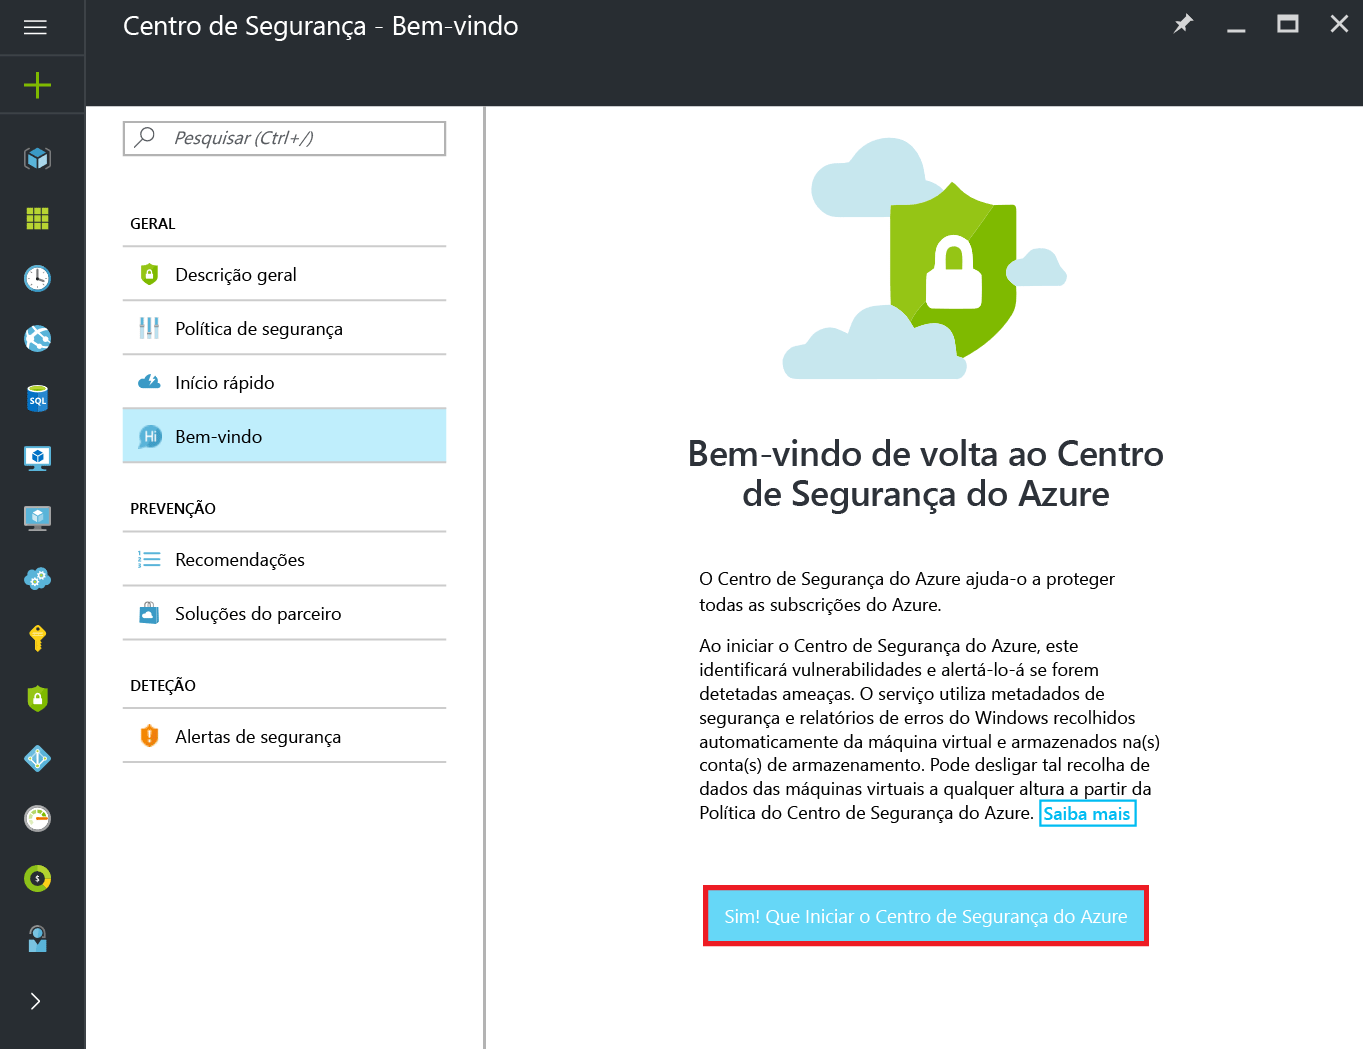 Centro de Segurança - Bem-vindo
Pesquisar (Ctrl+/)
GERAL
Descrição geral
Política de segurança
Início rápido
Hi
Bem-vindo
PREVENÇÃO
Recomendações
Soluções do parceiro
DETEÇÃO
Alertas de segurança
SQL
$
Bem-vindo de volta ao Centro
de Segurança do Azure
O Centro de Segurança do Azure ajuda-o a proteger
todas as subscrições do Azure.
Ao iniciar o Centro de Segurança do Azure, este
identificará vulnerabilidades e alertá-lo-á se forem
detetadas ameaças. O serviço utiliza metadados de
segurança e relatórios de erros do Windows recolhidos
automaticamente da máquina virtual e armazenados na(s)
conta(s) de armazenamento. Pode desligar tal recolha de
dados das máquinas virtuais a qualquer altura a partir da
Política do Centro de Segurança do Azure. Saiba mais
Sim! Que Iniciar o Centro de Segurança do Azure